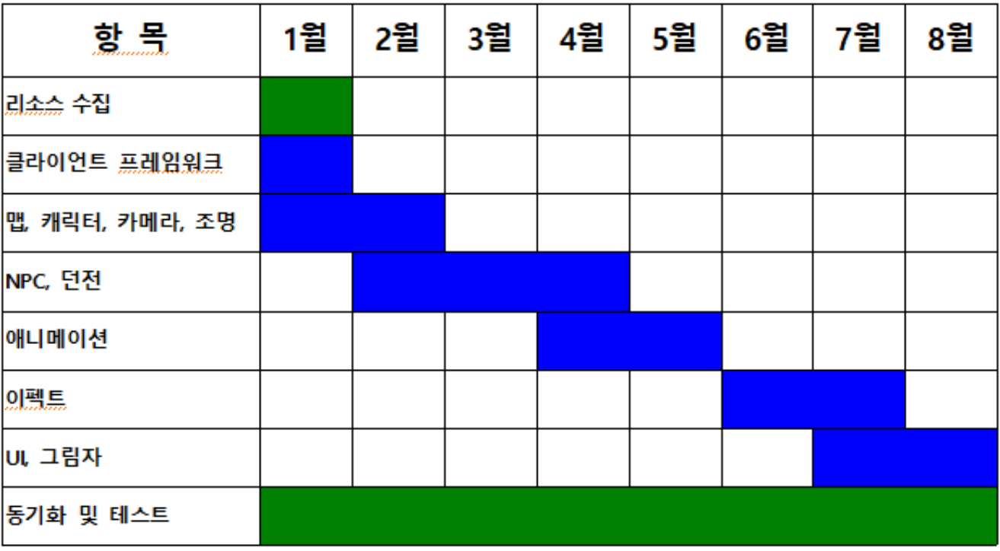 항 목 1월 2월 3월 4월 5월 6월 7월 8월
리소스 수집
클라이언트 프레임워크
맵, 캐릭터, 카메라, 조명
NPC, 던전
애니메이션
이펙트
UI, 그림자
동기화 및 테스트